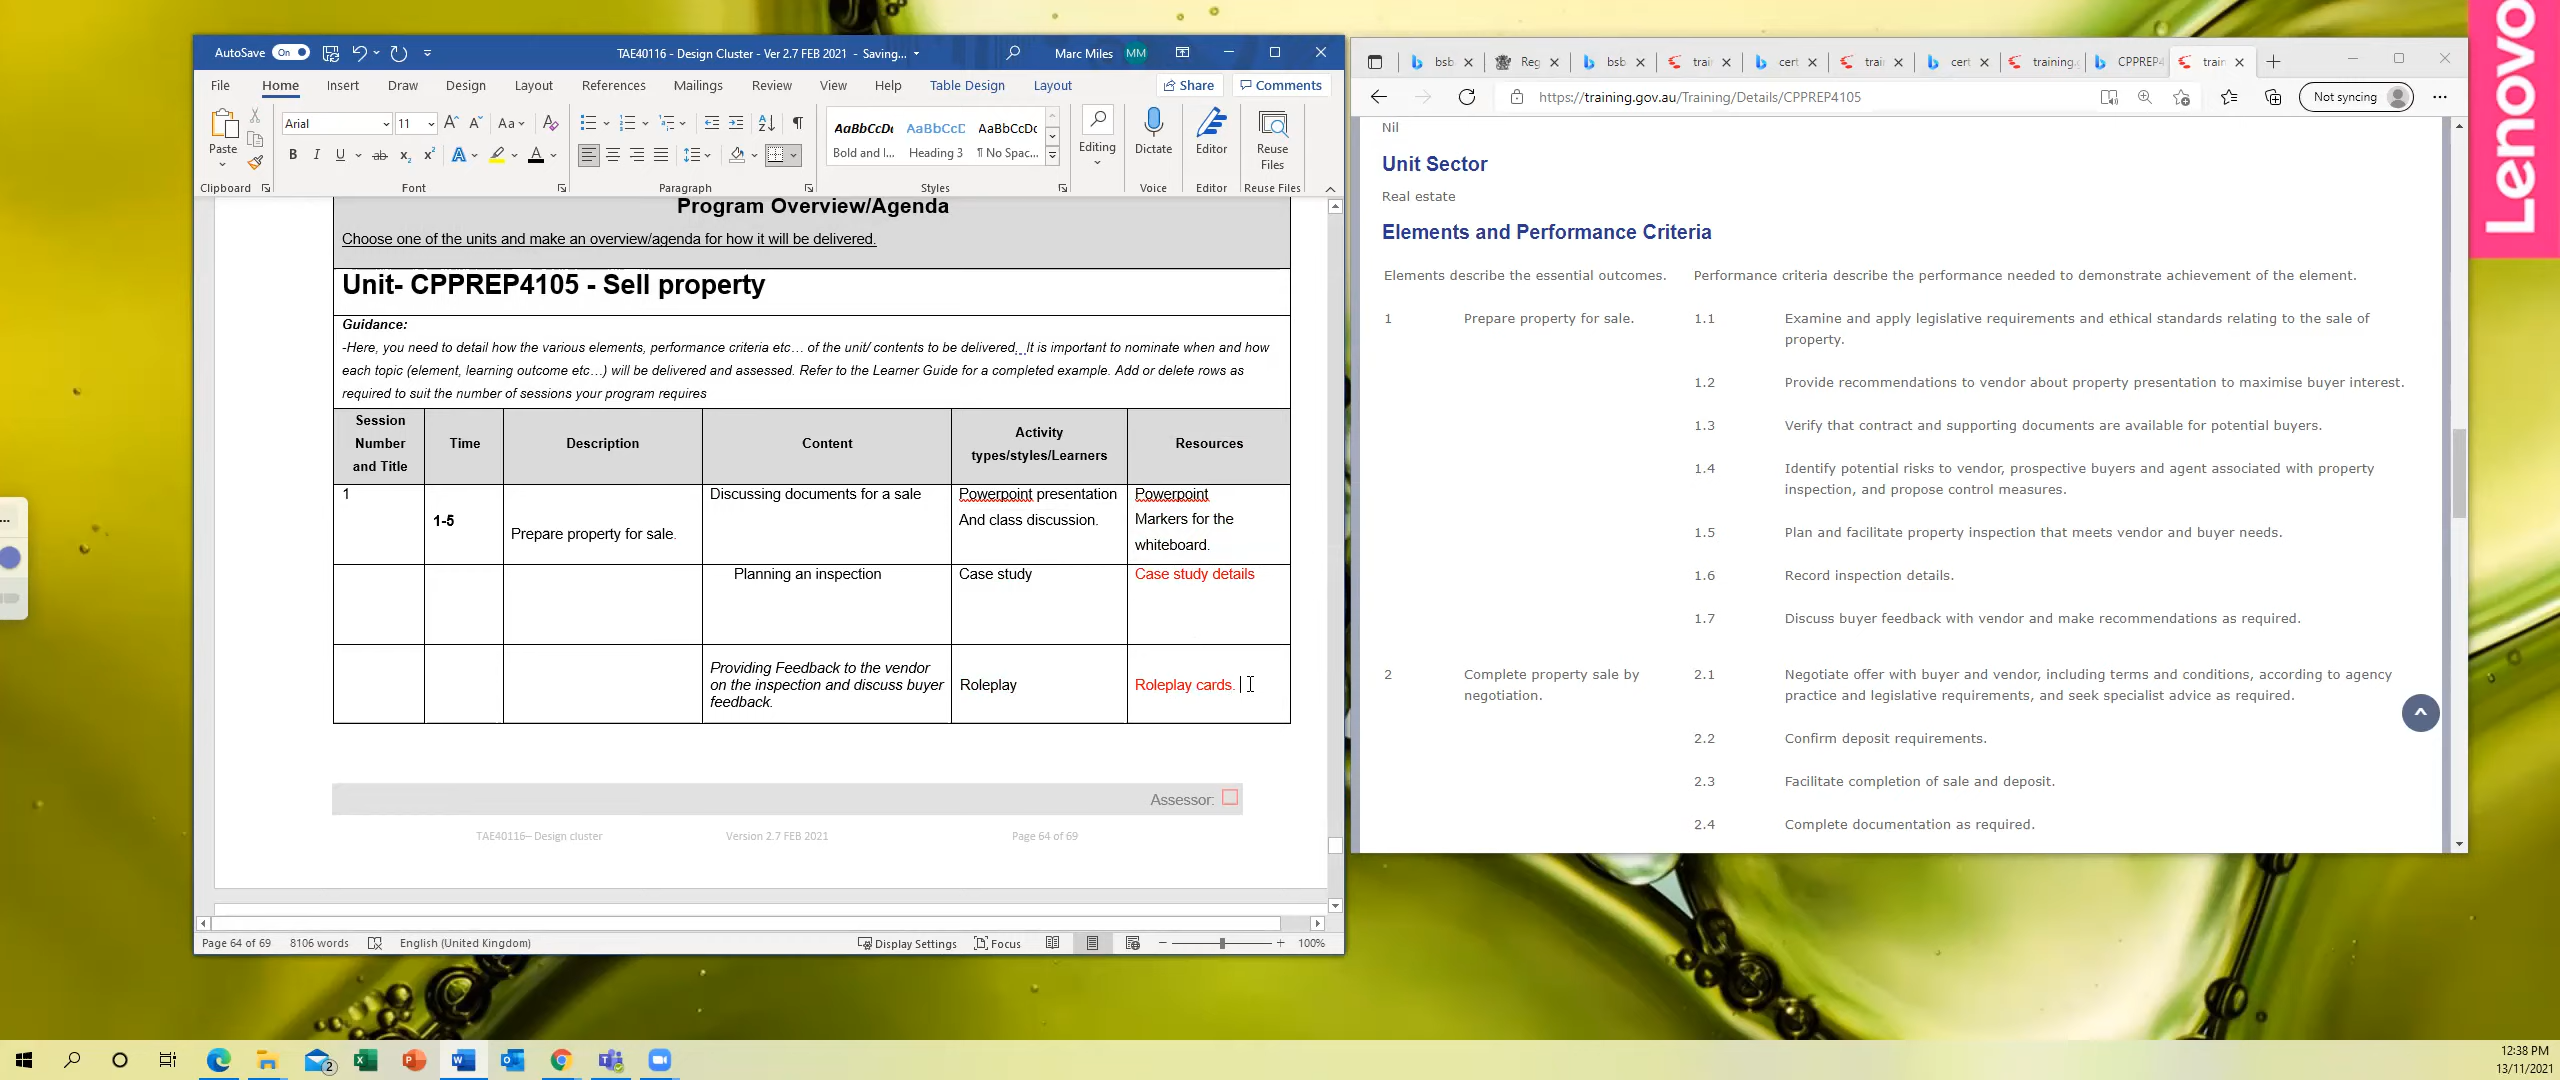 AutoSave On TAE40116 - Design Cluster - Ver 2.7 FEB 2021 - Saving... Marc Miles MM
File Home Insert Draw Design Layout References Mailings Review View Help Table Design Layout Share Comments
Arial 11 Aa
Paste
AaBbCcDc AaBbCcD AaBbCcDc
Bold and I... Heading 3 ¶ No Spac...
Editing Dictate Editor Reuse Files
Clipboard Font Paragraph Styles Voice Editor Reuse Files
Program Overview/Agenda
Choose one of the units and make an overview/agenda for how it will be delivered.
Unit- CPPREP4105 - Sell property
Guidance:
-Here, you need to detail how the various elements, performance criteria etc… of the unit/ contents to be delivered. It is important to nominate when and how
each topic (element, learning outcome etc…) will be delivered and assessed. Refer to the Learner Guide for a completed example. Add or delete rows as
required to suit the number of sessions your program requires
Session
Number
and Title
Time
Description
Content
Activity
types/styles/Learners
Resources
1
1-5
Prepare property for sale.
Discussing documents for a sale
Powerpoint presentation
And class discussion.
Powerpoint
Markers for the
whiteboard.
Planning an inspection
Case study
Case study details
Providing Feedback to the vendor
on the inspection and discuss buyer
feedback.
Roleplay
Roleplay cards.
Assessor:
TAE40116– Design cluster Version 2.7 FEB 2021 Page 64 of 69
Page 64 of 69 8106 words English (United Kingdom) Display Settings Focus 100%
bsb Reg bsb trai cert trai cert training. CPPREP4 train
https://training.gov.au/Training/Details/CPPREP4105 Not syncing
Nil
Unit Sector
Real estate
Elements and Performance Criteria
Elements describe the essential outcomes. Performance criteria describe the performance needed to demonstrate achievement of the element.
1 Prepare property for sale. 1.1 Examine and apply legislative requirements and ethical standards relating to the sale of
property.
1.2 Provide recommendations to vendor about property presentation to maximise buyer interest.
1.3 Verify that contract and supporting documents are available for potential buyers.
1.4 Identify potential risks to vendor, prospective buyers and agent associated with property
inspection, and propose control measures.
1.5 Plan and facilitate property inspection that meets vendor and buyer needs.
1.6 Record inspection details.
1.7 Discuss buyer feedback with vendor and make recommendations as required.
2 Complete property sale by
negotiation.
2.1 Negotiate offer with buyer and vendor, including terms and conditions, according to agency
practice and legislative requirements, and seek specialist advice as required.
2.2 Confirm deposit requirements.
2.3 Facilitate completion of sale and deposit.
2.4 Complete documentation as required.
Lenovo
2
12:38 PM
13/11/2021